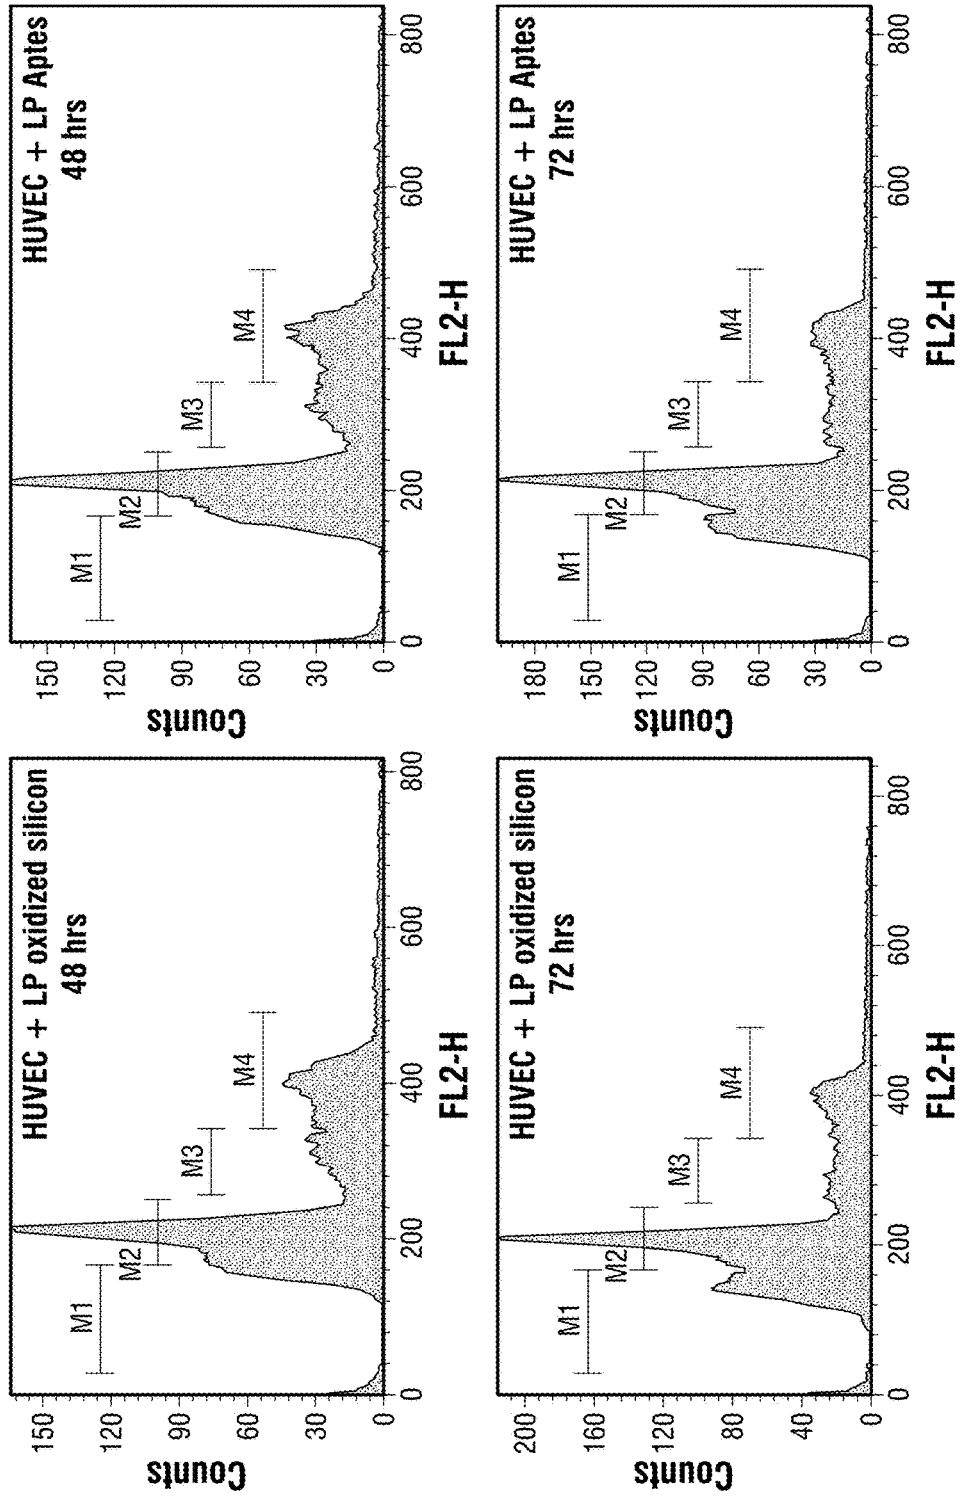 HUVEC + LP oxidized silicon
48 hrs
Counts
150
120
90
60
30
M1
M2
M3
M4
0
200
400
600
800
FL2-H
HUVEC + LP Aptes
48 hrs
Counts
150
120
90
60
30
M1
M2
M3
M4
0
200
400
600
800
FL2-H
HUVEC + LP oxidized silicon
72 hrs
Counts
200
160
120
80
40
0
M1
M2
M3
M4
0
200
400
600
800
FL2-H
HUVEC + LP Aptes
72 hrs
Counts
180
150
120
90
60
30
0
M1
M2
M3
M4
0
200
400
600
800
FL2-H